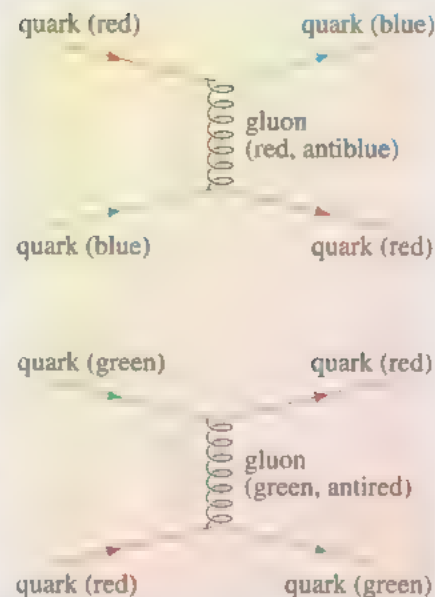 quark (red) quark (blue)
gluon
(red, antiblue)
quark (blue) quark (red)
quark (green) quark (red)
gluon
(green, antired)
quark (red) quark (green)